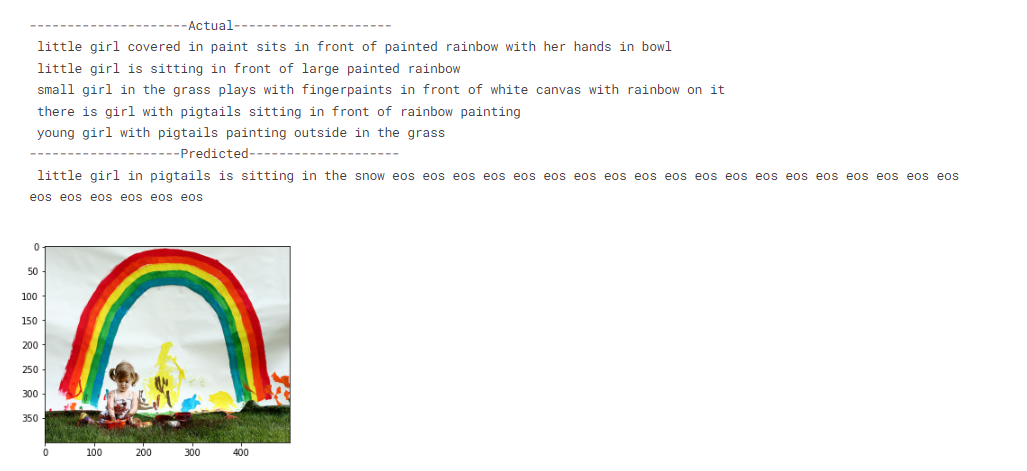 ---------------------Actual---------------------
little girl covered in paint sits in front of painted rainbow with her hands in bowl
little girl is sitting in front of large painted rainbow
small girl in the grass plays with fingerpaints in front of white canvas with rainbow on it
there is girl with pigtails sitting in front of rainbow painting
young girl with pigtails painting outside in the grass
--------------------Predicted--------------------
little girl in pigtails is sitting in the snow eos eos eos eos eos eos eos eos eos eos eos eos eos eos eos eos eos eos eos
eos eos eos eos eos eos
0
50
100
150
200
250
300
350
0 100 200 300 400